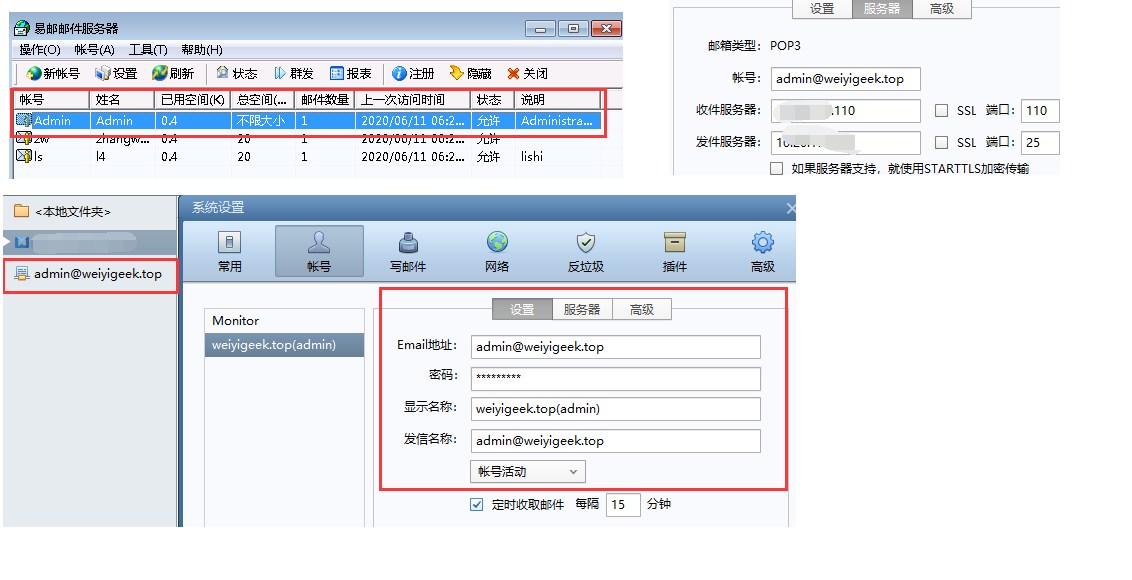 易邮邮件服务器
操作(O) 帐号(A) 工具(T) 帮助(H)
新帐号 设置 刷新 状态 群发 报表 注册 隐藏 关闭
帐号 姓名 已用空间(K) 总空间(... 邮件数量 上一次访问时间 状态 说明
Admin Admin 0.4 不限大小 1 2020/06/11 06:2... 允许 Administra...
zw zhangw... 0.4 20 1 2020/06/11 06:2... 允许
ls l4 0.4 20 1 2020/06/11 06:2... 允许 lishi
设置 服务器 高级
邮箱类型: POP3
帐号: admin@weiyigeek.top
收件服务器: .110 SSL 端口: 110
发件服务器: SSL 端口: 25
如果服务器支持，就使用STARTTLS加密传输
<本地文件夹>
admin@weiyigeek.top
系统设置
常用 帐号 写邮件 网络 反垃圾 插件 高级
Monitor
weiyigeek.top(admin)
设置 服务器 高级
Email地址: admin@weiyigeek.top
密码: *********
显示名称: weiyigeek.top(admin)
发信名称: admin@weiyigeek.top
帐号活动
定时收取邮件 每隔 15 分钟